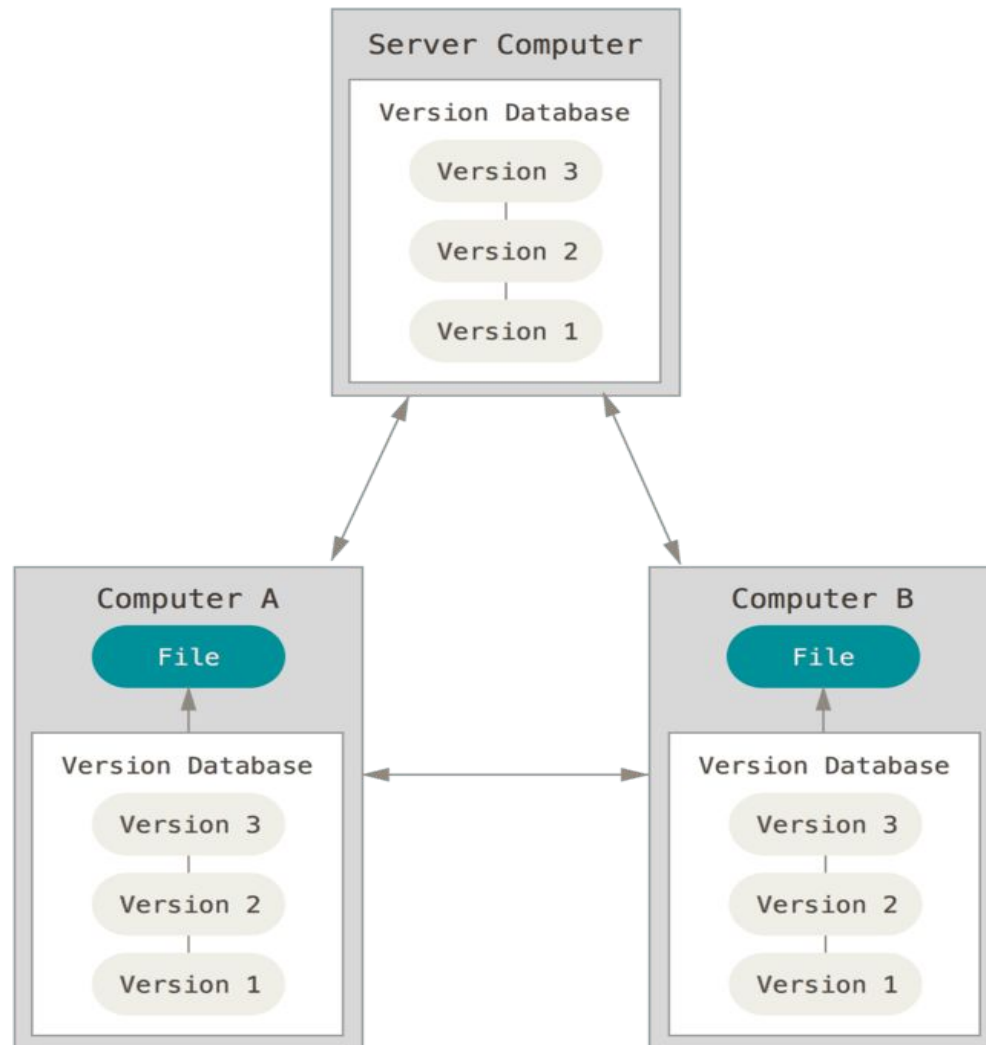 Server Computer
Version Database
Version 3
Version 2
Version 1
Computer A
File
Version Database
Version 3
Version 2
Version 1
Computer B
File
Version Database
Version 3
Version 2
Version 1